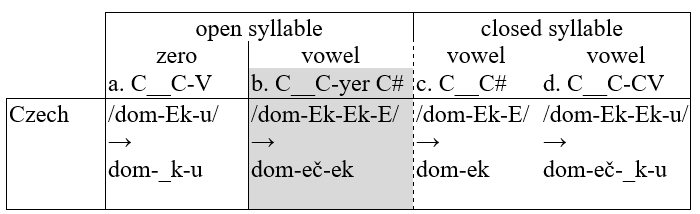 open syllable closed syllable
zero vowel vowel vowel
a. C__C-V b. C__C-yer C# c. C__C# d. C__C-CV
Czech /dom-Ek-u/ /dom-Ek-Ek-E/ /dom-Ek-E/ /dom-Ek-Ek-u/
→ → → →
dom-_k-u dom-eč-ek dom-ek dom-eč-_k-u